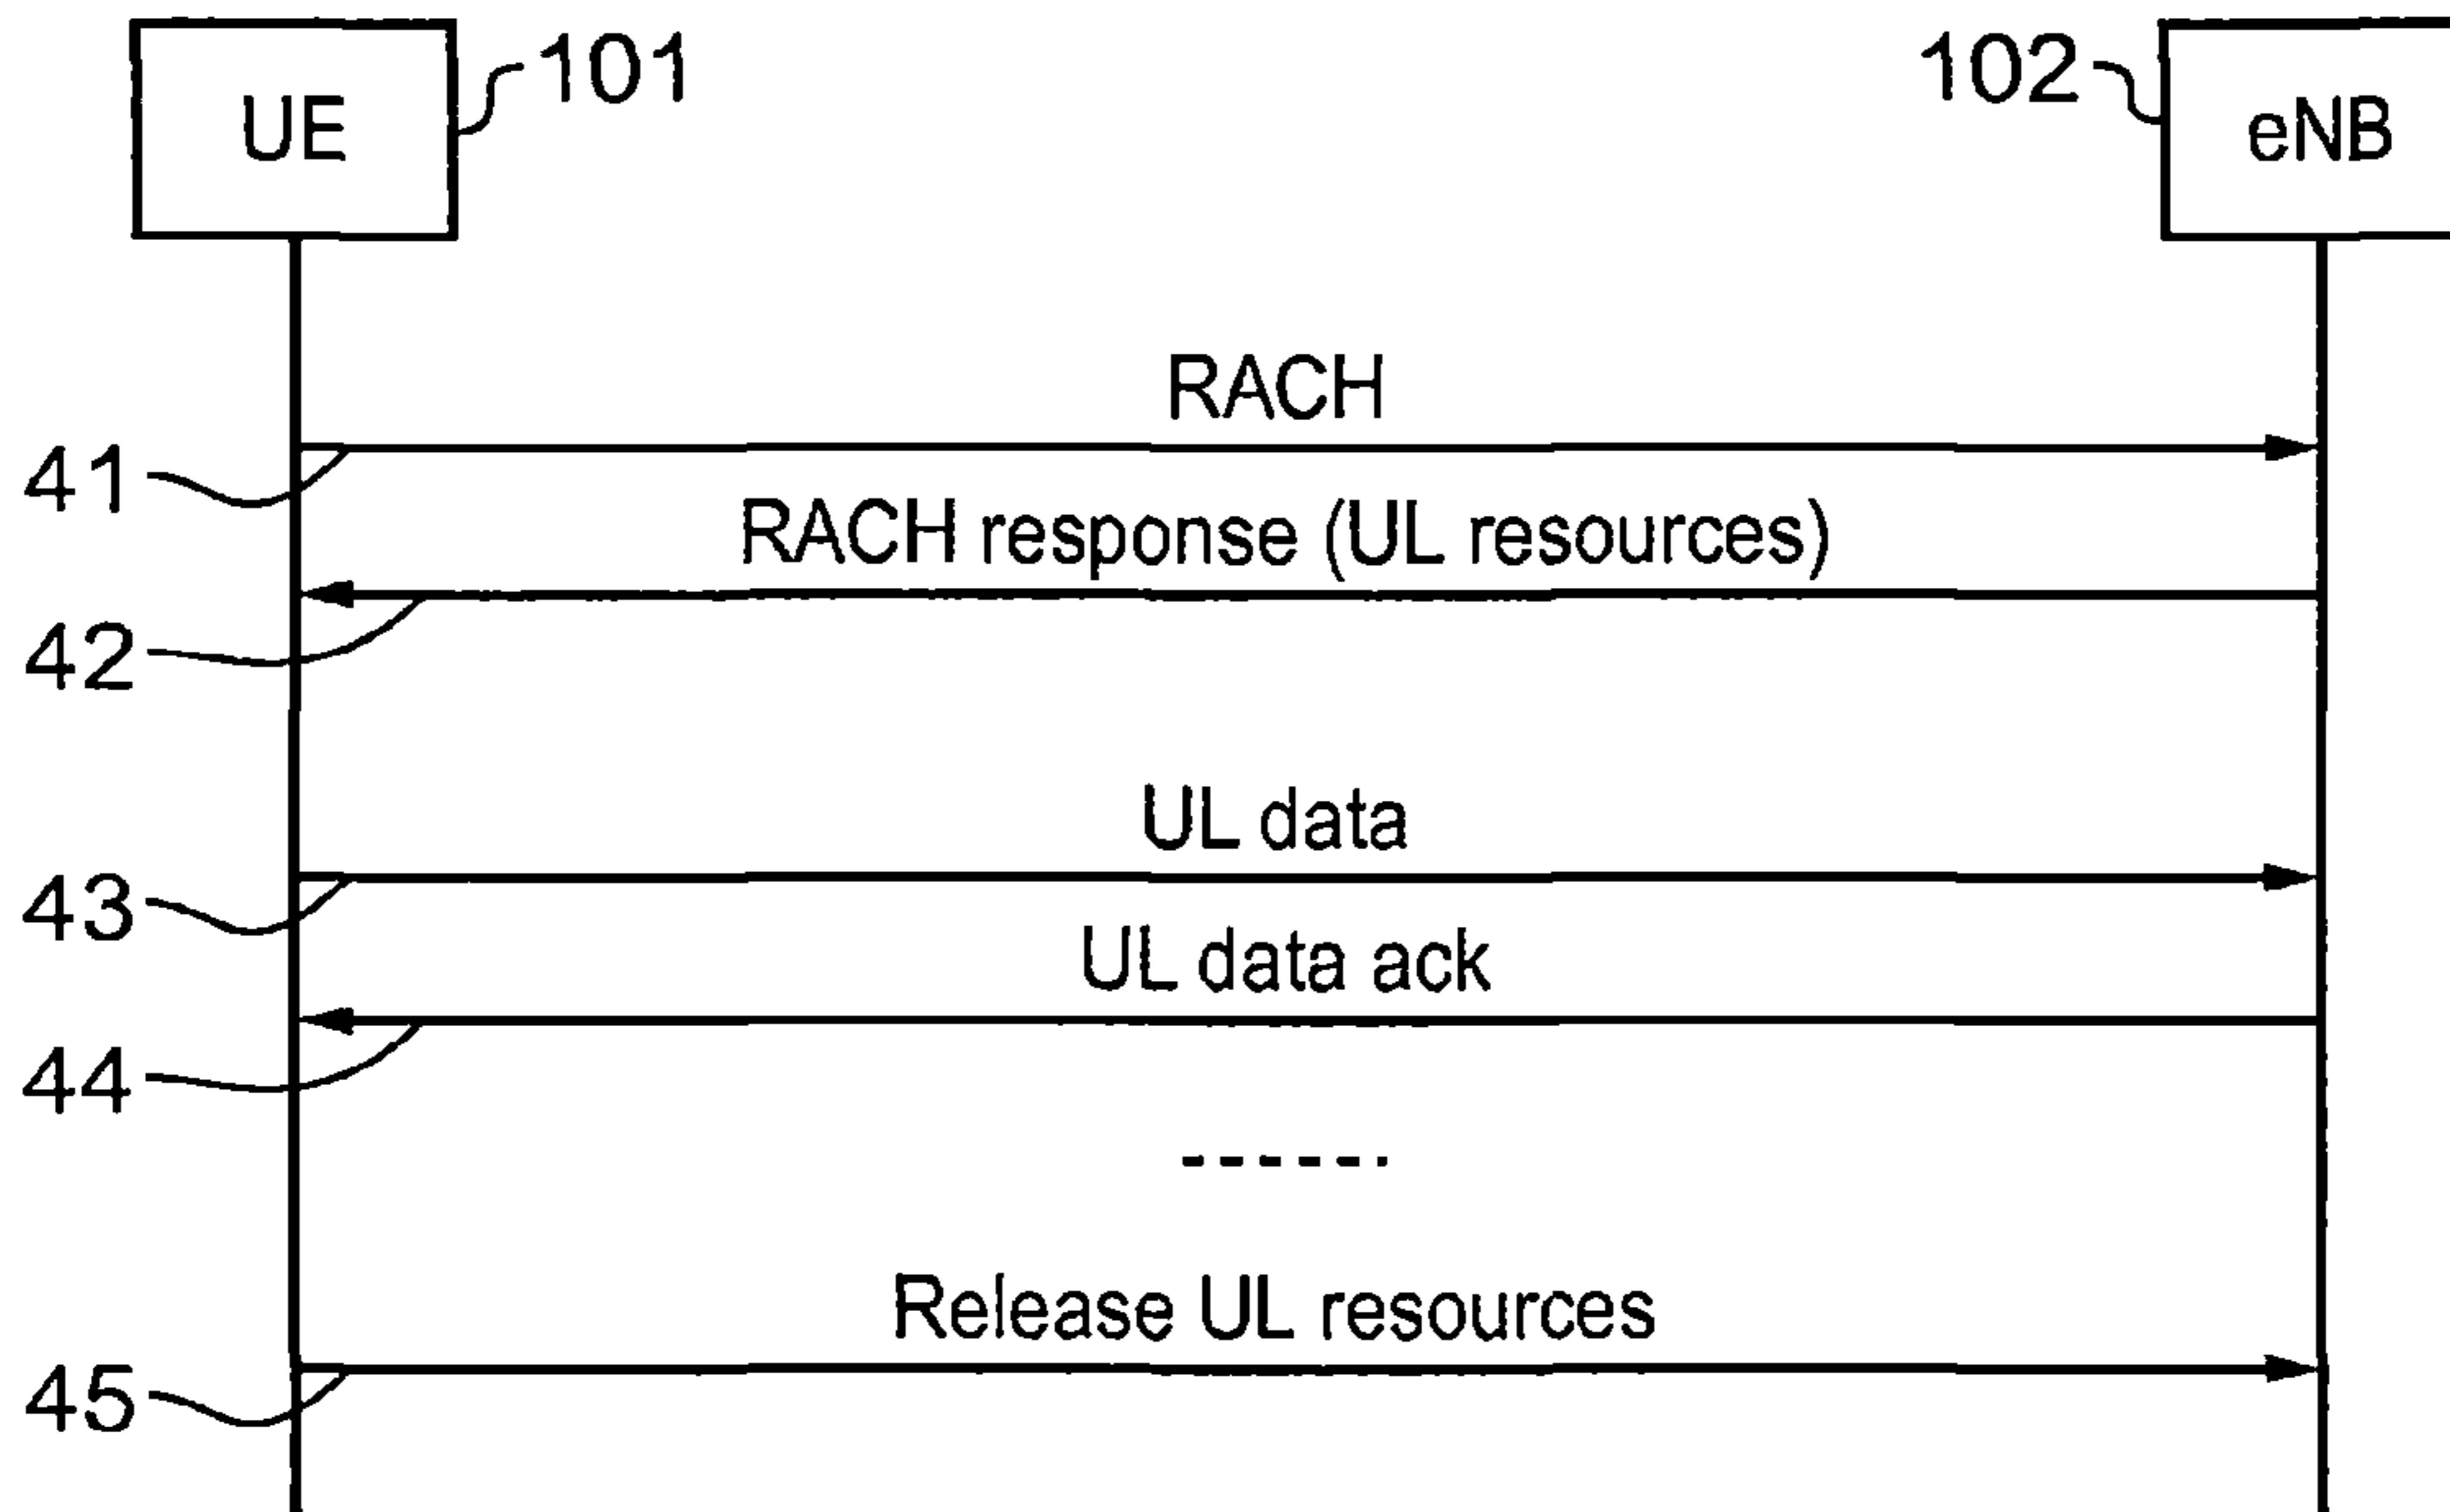 UE
101
102
eNB
RACH
41
RACH response (UL resources)
42
UL data
43
UL data ack
44
Release UL resources
45